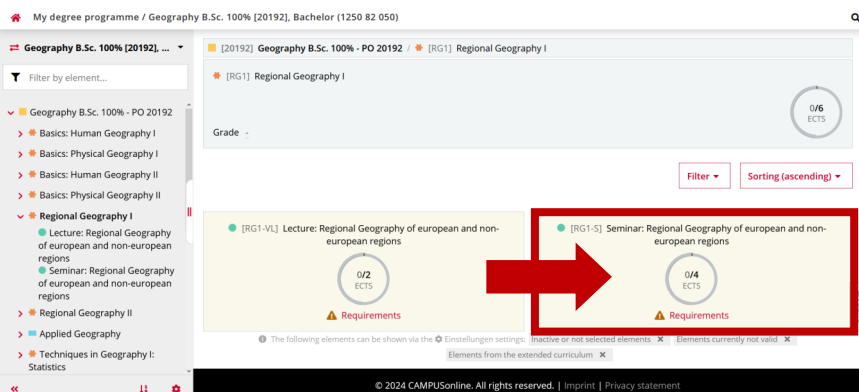 My degree programme / Geography B.Sc. 100% [20192], Bachelor (1250 82 050)
Geography B.Sc. 100% [20192], ...
Filter by element...
Geography B.Sc. 100% - PO 20192
Basics: Human Geography I
Basics: Physical Geography I
Basics: Human Geography II
Basics: Physical Geography II
Regional Geography I
Lecture: Regional Geography
of european and non-european
regions
Seminar: Regional Geography
of european and non-european
regions
Regional Geography II
Applied Geography
Techniques in Geography I:
Statistics
[20192] Geography B.Sc. 100% - PO 20192 / [RG1] Regional Geography I
[RG1] Regional Geography I
0/6
ECTS
Grade -
Filter
Sorting (ascending)
[RG1-VL] Lecture: Regional Geography of european and non-
european regions
0/2
ECTS
Requirements
[RG1-S] Seminar: Regional Geography of european and non-
european regions
0/4
ECTS
Requirements
The following elements can be shown via the Einstellungen settings: Inactive or not selected elements Elements currently not valid
Elements from the extended curriculum
© 2024 CAMPUSonline. All rights reserved. | Imprint | Privacy statement